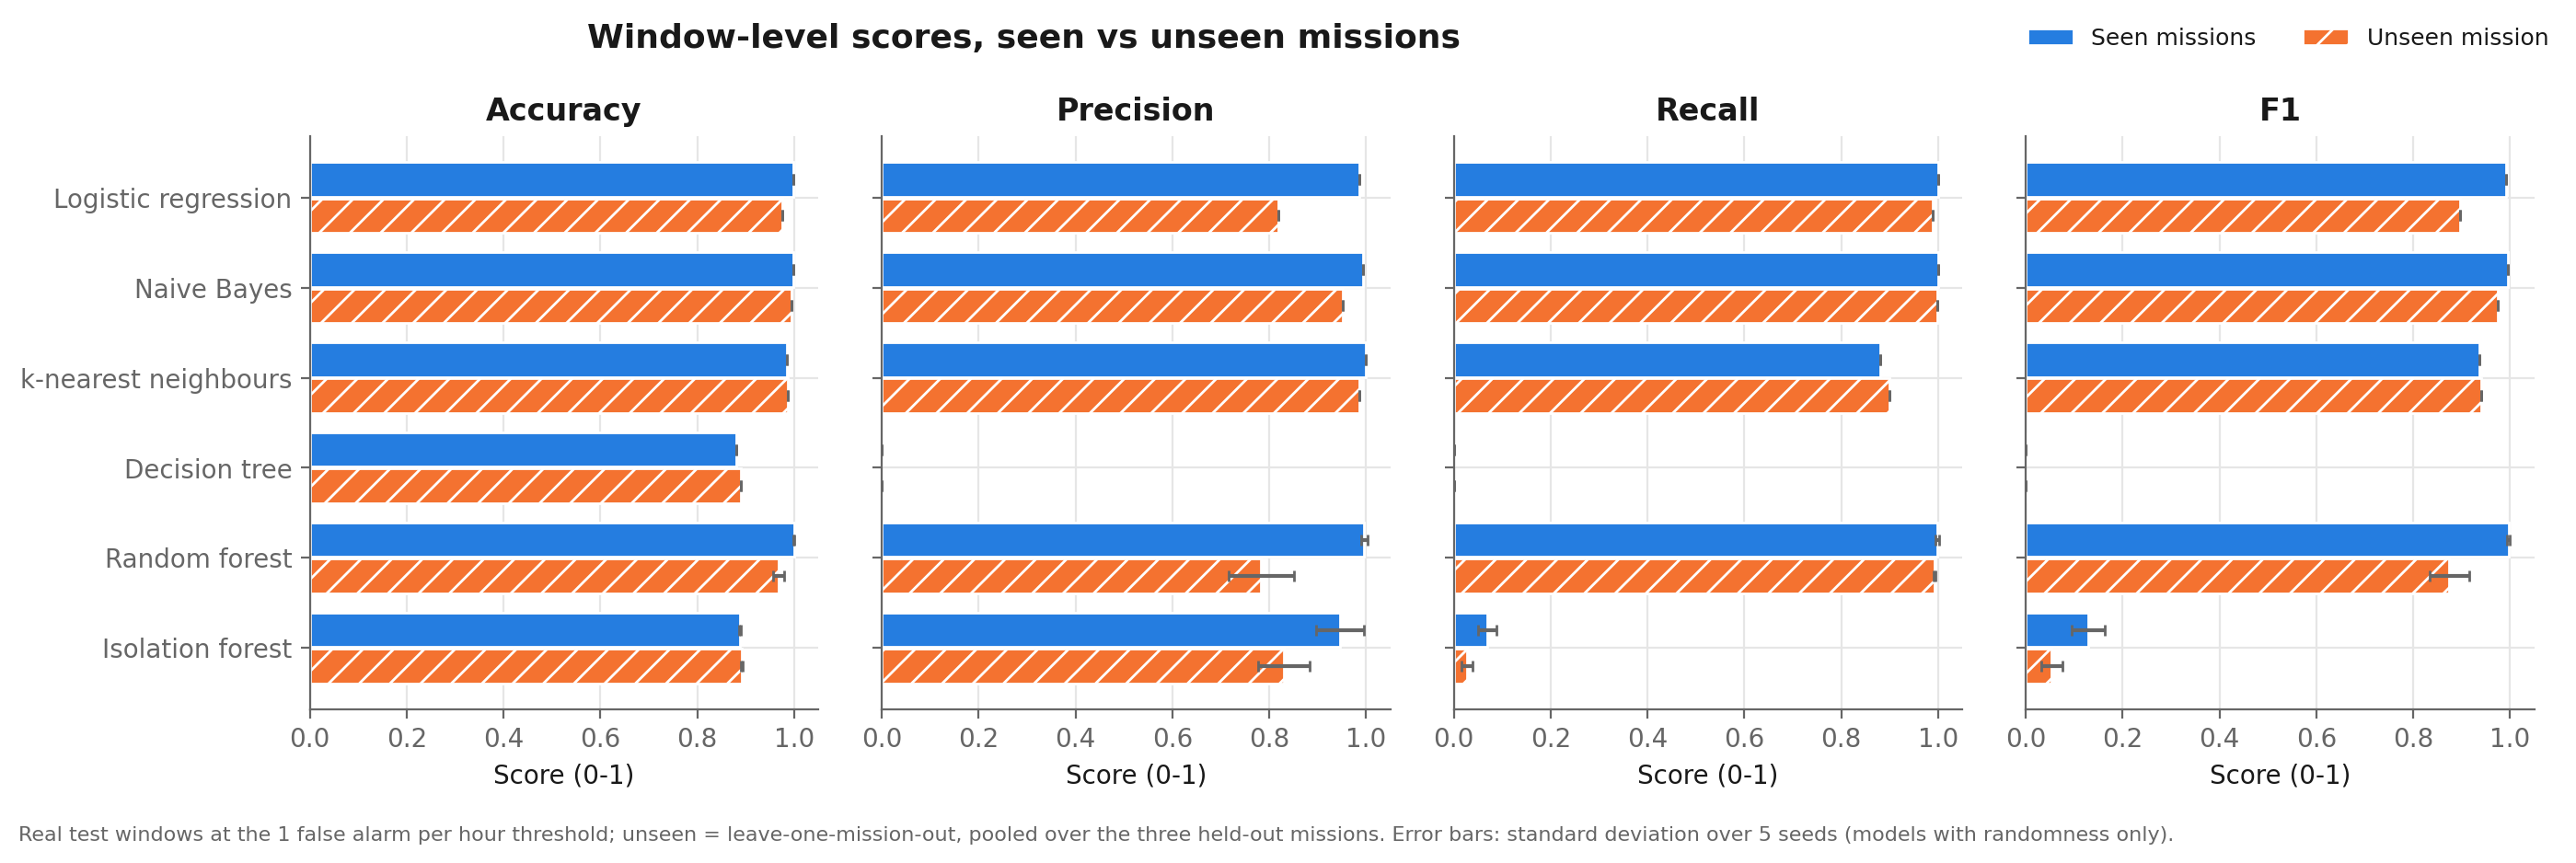 Window-level scores, seen vs unseen missions
Seen missions
Unseen mission
Accuracy
Precision
Recall
F1
Logistic regression
Naive Bayes
k-nearest neighbours
Decision tree
Random forest
Isolation forest
0.0 0.2 0.4 0.6 0.8 1.0
0.0 0.2 0.4 0.6 0.8 1.0
0.0 0.2 0.4 0.6 0.8 1.0
0.0 0.2 0.4 0.6 0.8 1.0
Score (0-1)
Score (0-1)
Score (0-1)
Score (0-1)
Real test windows at the 1 false alarm per hour threshold; unseen = leave-one-mission-out, pooled over the three held-out missions. Error bars: standard deviation over 5 seeds (models with randomness only).